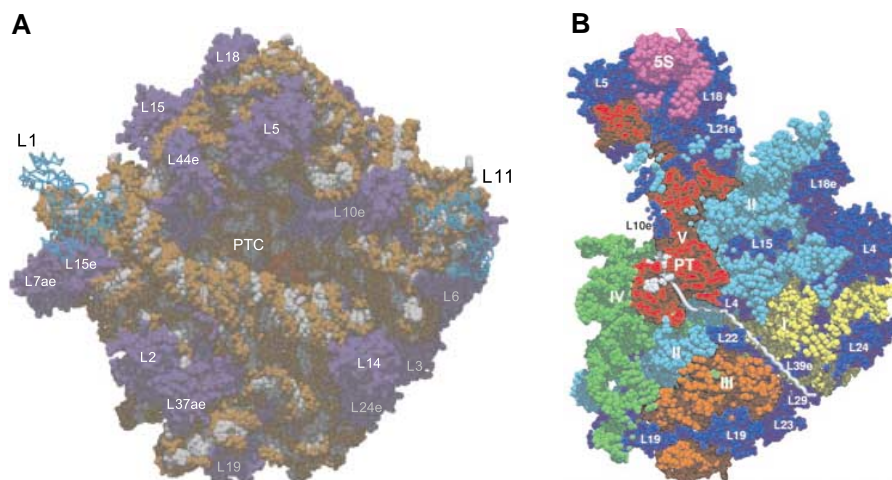 A
L18
L15
L5
L1
L44e
L11
L10e
PTC
L15e
L7ae
L6
L2
L14
L3
L37ae
L24e
L19
B
5S
L5
L18
L21e
II
L18e
L10e
V
L15
L4
PT
IV
L4
I
L22
II
L24
L39e
III
L29
L23
L19
L19